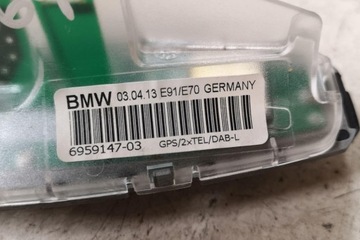 BMW 03.04.13 E91/E70 GERMANY
6959147-03 GPS/2xTEL/DAB-L